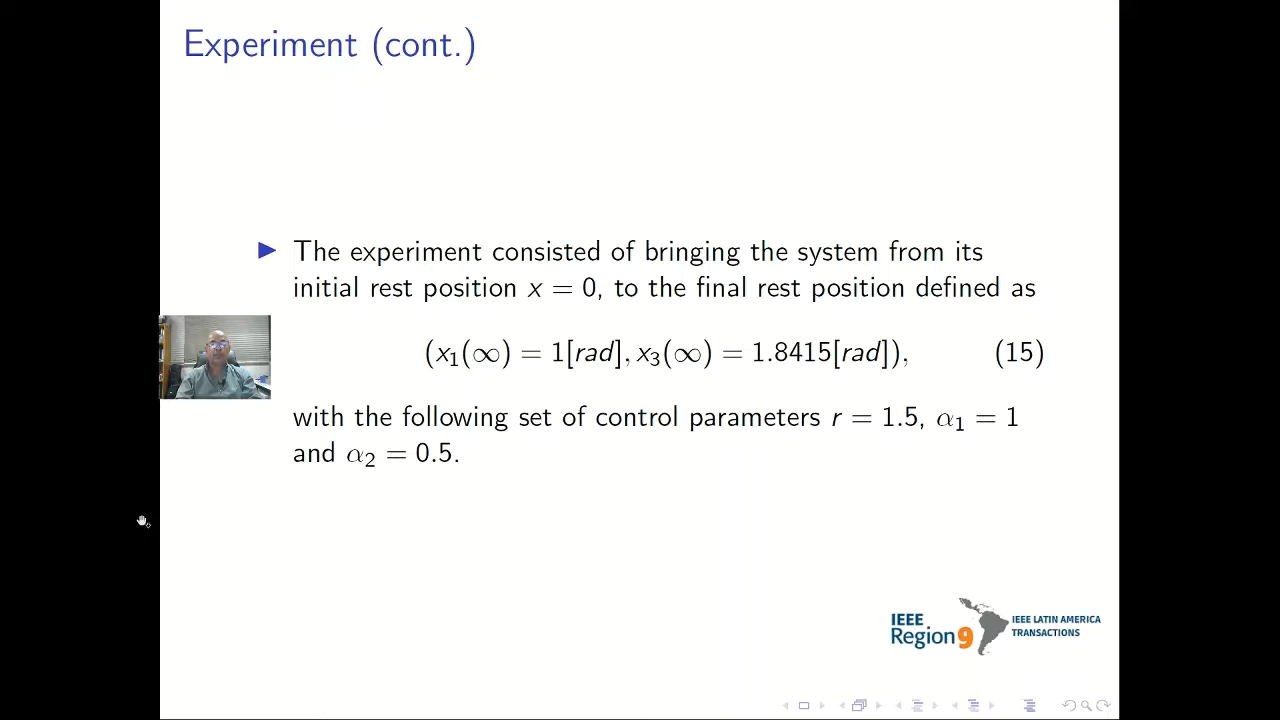 Experiment (cont.)
▶ The experiment consisted of bringing the system from its
initial rest position x = 0, to the final rest position defined as
(x₁(∞) = 1[rad], x₃(∞) = 1.8415[rad]), (15)
with the following set of control parameters r = 1.5, α₁ = 1
and α₂ = 0.5.
IEEE
Region 9
IEEE LATIN AMERICA
TRANSACTIONS